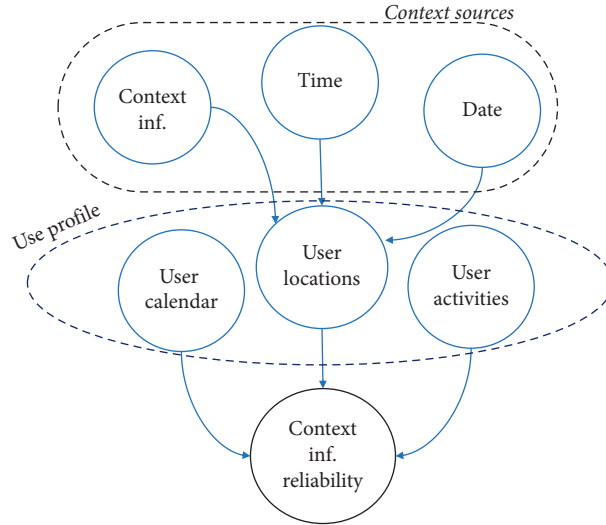 Context sources
Context
inf.
Time
Date
Use profile
User
calendar
User
locations
User
activities
Context
inf.
reliability